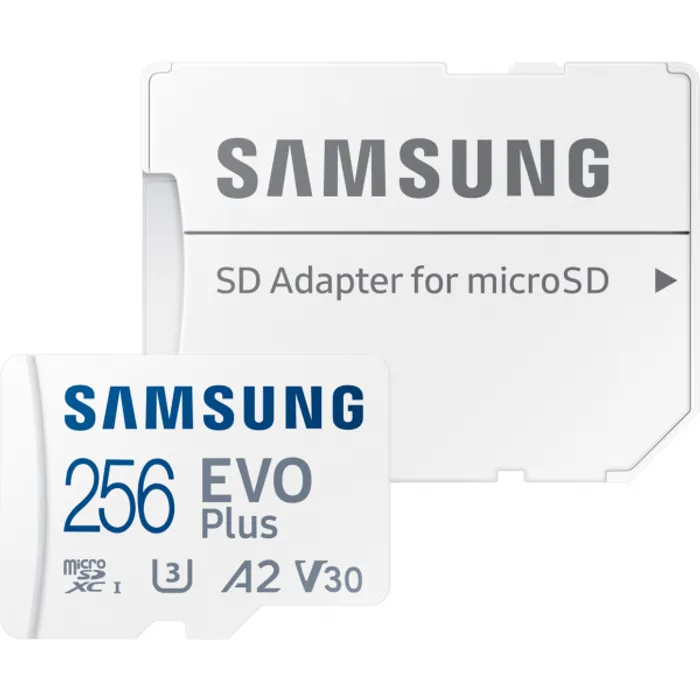 SAMSUNG
SD Adapter for microSD ▶
SAMSUNG
256 EVO
Plus
micro SD XC I U3 A2 V30